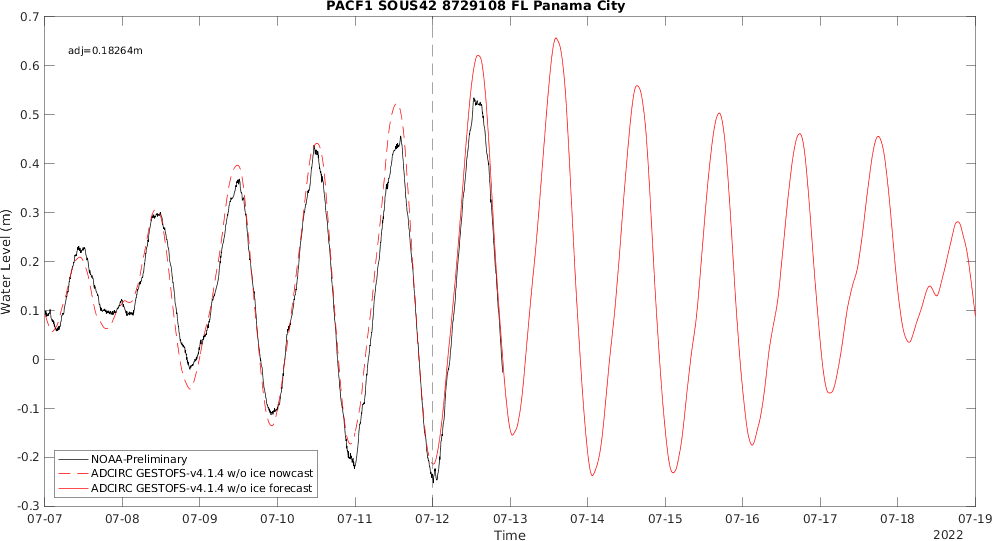 PACF1 SOUS42 8729108 FL Panama City
0.7
adj=0.18264m
0.6
0.5
0.4
0.3
0.2
0.1
0
-0.1
-0.2
-0.3
Water Level (m)
NOAA-Preliminary
ADCIRC GESTOFS-v4.1.4 w/o ice nowcast
ADCIRC GESTOFS-v4.1.4 w/o ice forecast
07-07 07-08 07-09 07-10 07-11 07-12 07-13 07-14 07-15 07-16 07-17 07-18 07-19
Time
2022